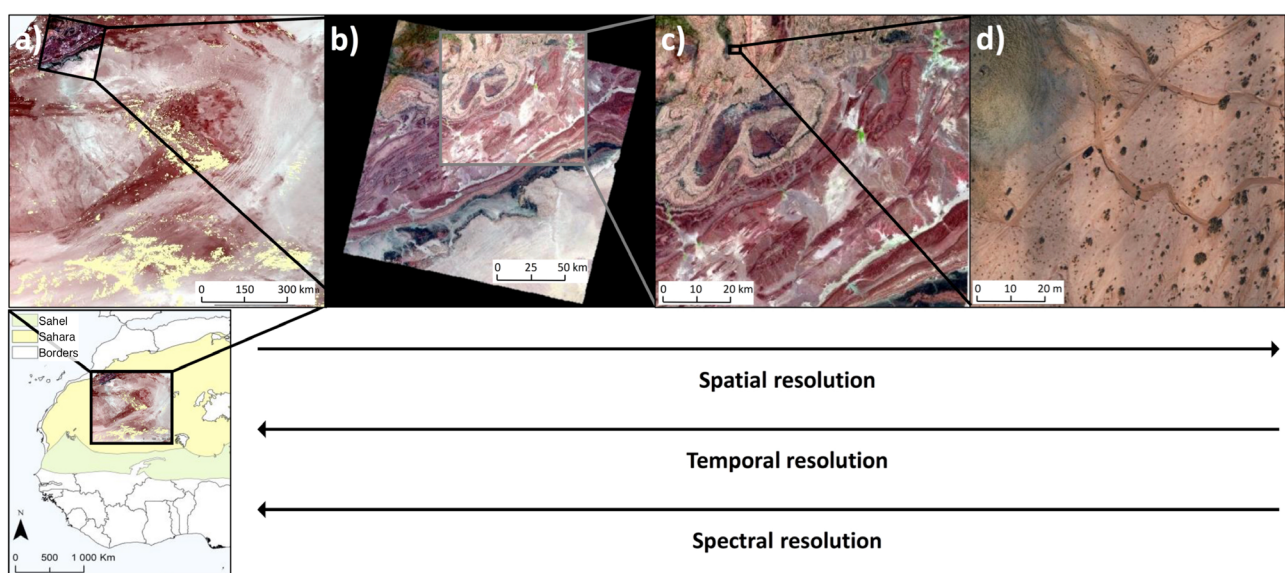 a)
b)
c)
d)
0 150 300 km
0 25 50 km
0 10 20 km
0 10 20 m
Sahel
Sahara
Borders
N
0 500 1 000 Km
Spatial resolution
Temporal resolution
Spectral resolution